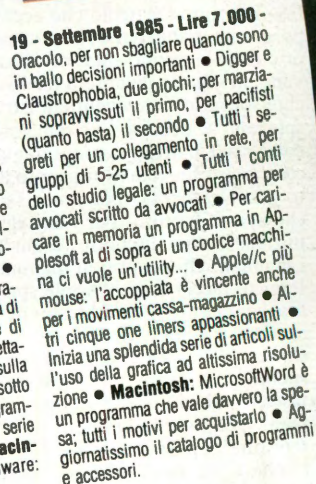 19 - Settembre 1985 - Lire 7.000 -
Oracolo, per non sbagliare quando sono
in ballo decisioni importanti ● Digger e
Claustrophobia, due giochi; per marzia-
ni sopravvissuti il primo, per pacifisti
(quanto basta) il secondo ● Tutti i se-
greti per un collegamento in rete, per
gruppi di 5-25 utenti ● Tutti i conti
dello studio legale: un programma per
avvocati scritto da avvocati ● Per cari-
care in memoria un programma in Ap-
plesoft al di sopra di un codice macchi-
na ci vuole un'utility... ● Apple//c più
mouse: l'accoppiata è vincente anche
per i movimenti cassa-magazzino ● Al-
tri cinque one liners appassionanti ●
Inizia una splendida serie di articoli sul-
l'uso della grafica ad altissima risolu-
zione ● Macintosh: MicrosoftWord è
un programma che vale davvero la spe-
sa; tutti i motivi per acquistarlo ● Ag-
giornatissimo il catalogo di programmi
e accessori.
di
di
sulla
sotto
serie
ware: